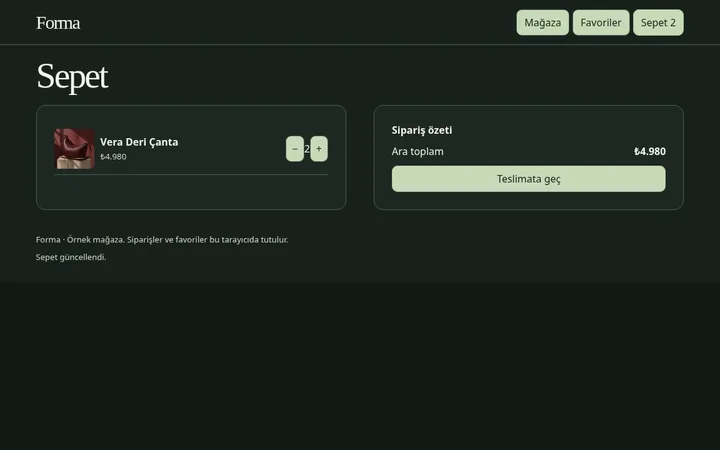 Forma
Mağaza
Favoriler
Sepet 2
Sepet
Vera Deri Çanta
₺4.980
− 2 +
Sipariş özeti
Ara toplam ₺4.980
Teslimata geç
Forma · Örnek mağaza. Siparişler ve favoriler bu tarayıcıda tutulur.
Sepet güncellendi.